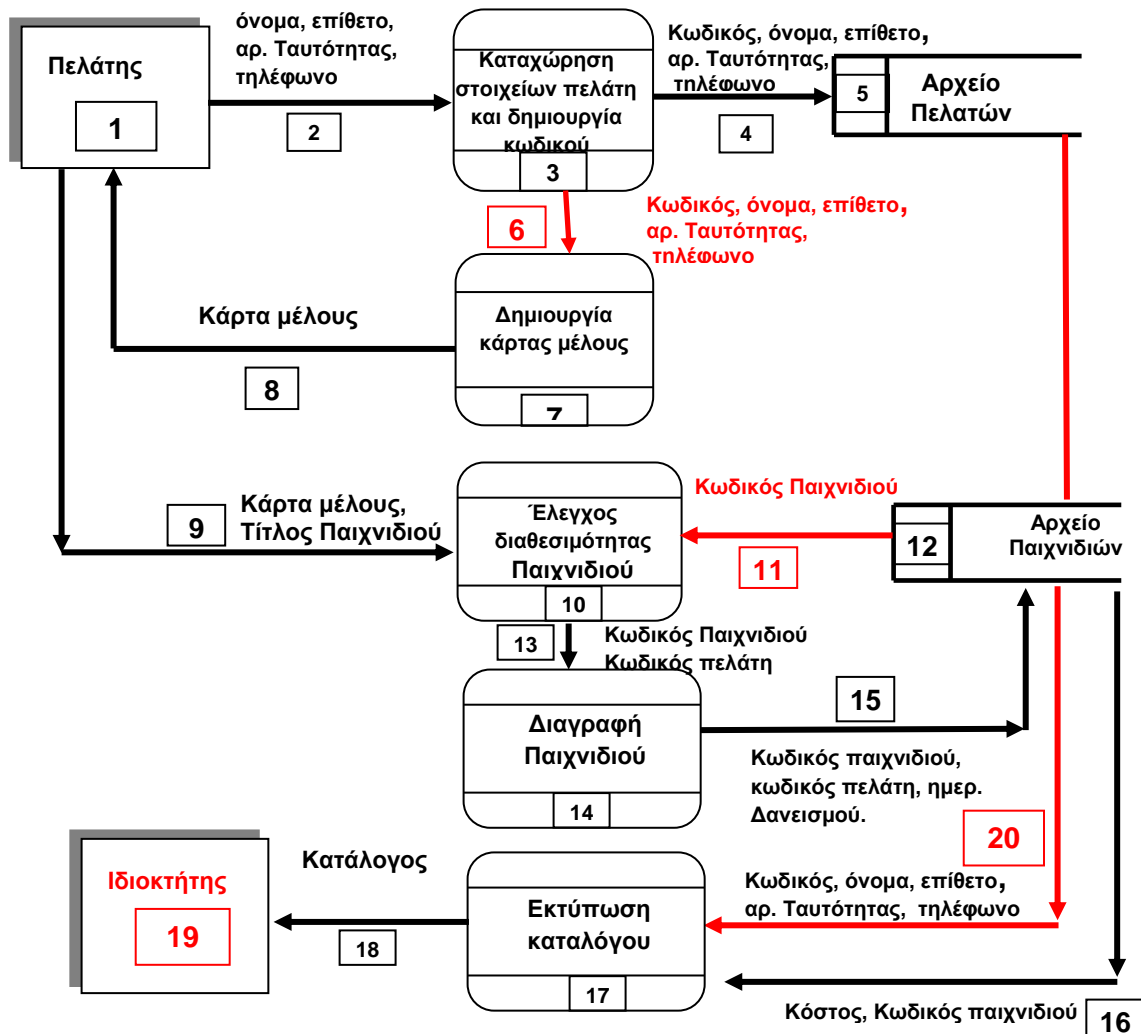 Πελάτης
1
όνομα, επίθετο,
αρ. Ταυτότητας,
τηλέφωνο
2
Καταχώρηση
στοιχείων πελάτη
και δημιουργία
κωδικού
3
Κωδικός, όνομα, επίθετο,
αρ. Ταυτότητας,
τηλέφωνο
4
5
Αρχείο
Πελατών
6
Κωδικός, όνομα, επίθετο,
αρ. Ταυτότητας,
τηλέφωνο
Κάρτα μέλους
8
Δημιουργία
κάρτας μέλους
7
9
Κάρτα μέλους,
Τίτλος Παιχνιδιού
Έλεγχος
διαθεσιμότητας
Παιχνιδιού
10
Κωδικός Παιχνιδιού
11
12
Αρχείο
Παιχνιδιών
13
Κωδικός Παιχνιδιού
Κωδικός πελάτη
Διαγραφή
Παιχνιδιού
14
15
Κωδικός παιχνιδιού,
κωδικός πελάτη, ημερ.
Δανεισμού.
20
Ιδιοκτήτης
19
Κατάλογος
18
Εκτύπωση
καταλόγου
17
Κωδικός, όνομα, επίθετο,
αρ. Ταυτότητας, τηλέφωνο
Κόστος, Κωδικός παιχνιδιού
16